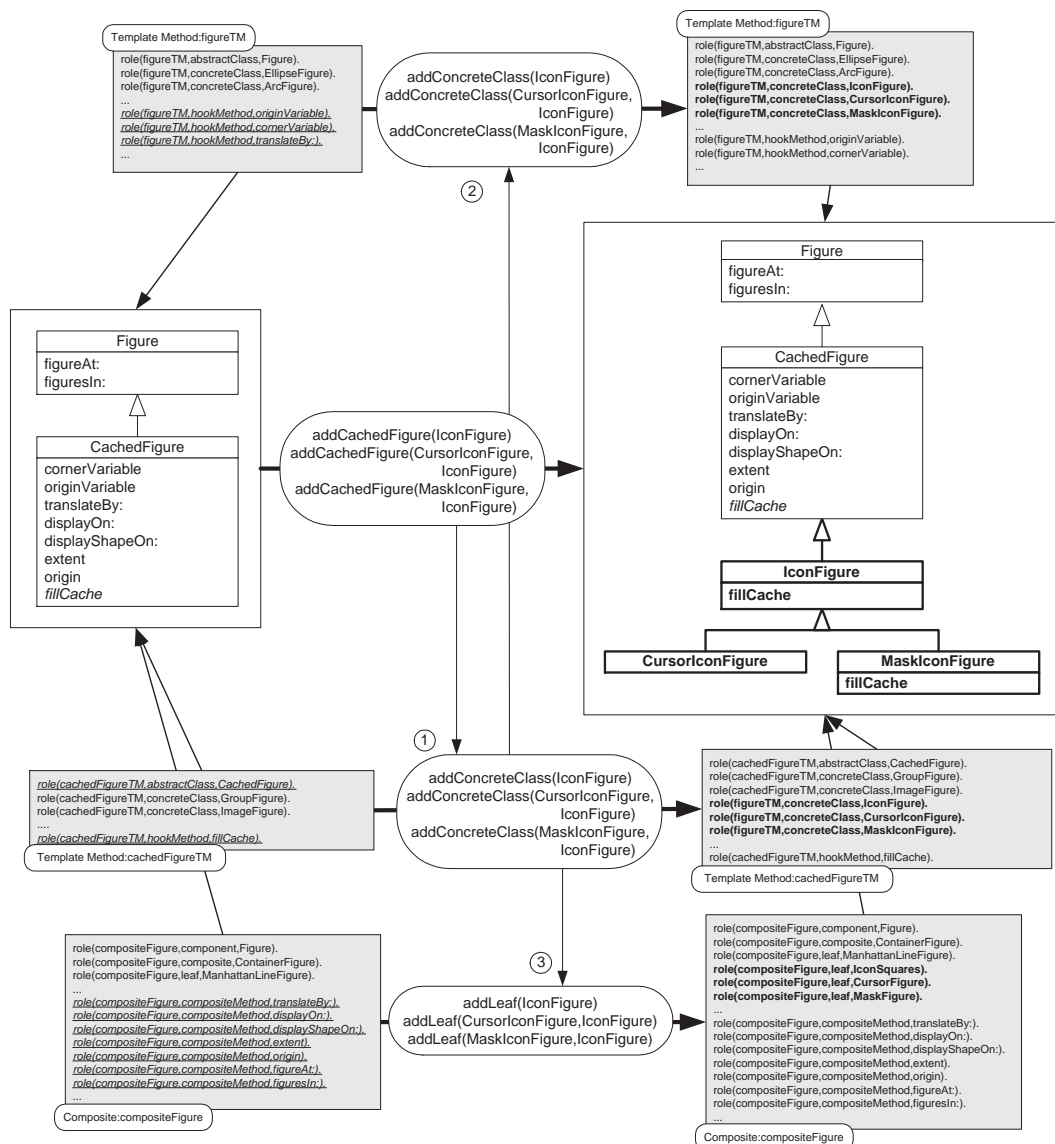 Template Method:figureTM
role(figureTM,abstractClass,Figure).
role(figureTM,concreteClass,EllipseFigure).
role(figureTM,concreteClass,ArcFigure).
...
role(figureTM,hookMethod,originVariable).
role(figureTM,hookMethod,cornerVariable).
role(figureTM,hookMethod,translateBy:).
...
addConcreteClass(IconFigure)
addConcreteClass(CursorIconFigure,
IconFigure)
addConcreteClass(MaskIconFigure,
IconFigure)
Template Method:figureTM
role(figureTM,abstractClass,Figure).
role(figureTM,concreteClass,EllipseFigure).
role(figureTM,concreteClass,ArcFigure).
role(figureTM,concreteClass,IconFigure).
role(figureTM,concreteClass,CursorIconFigure).
role(figureTM,concreteClass,MaskIconFigure).
...
role(figureTM,hookMethod,originVariable).
role(figureTM,hookMethod,cornerVariable).
...
2
Figure
figureAt:
figuresIn:
CachedFigure
cornerVariable
originVariable
translateBy:
displayOn:
displayShapeOn:
extent
origin
fillCache
addCachedFigure(IconFigure)
addCachedFigure(CursorIconFigure,
IconFigure)
addCachedFigure(MaskIconFigure,
IconFigure)
Figure
figureAt:
figuresIn:
CachedFigure
cornerVariable
originVariable
translateBy:
displayOn:
displayShapeOn:
extent
origin
fillCache
IconFigure
fillCache
CursorIconFigure
MaskIconFigure
fillCache
1
role(cachedFigureTM,abstractClass,CachedFigure).
role(cachedFigureTM,concreteClass,GroupFigure).
role(cachedFigureTM,concreteClass,ImageFigure).
....
role(cachedFigureTM,hookMethod,fillCache).
Template Method:cachedFigureTM
addConcreteClass(IconFigure)
addConcreteClass(CursorIconFigure,
IconFigure)
addConcreteClass(MaskIconFigure,
IconFigure)
role(cachedFigureTM,abstractClass,CachedFigure).
role(cachedFigureTM,concreteClass,GroupFigure).
role(cachedFigureTM,concreteClass,ImageFigure).
role(figureTM,concreteClass,IconFigure).
role(figureTM,concreteClass,CursorIconFigure).
role(figureTM,concreteClass,MaskIconFigure).
...
role(cachedFigureTM,hookMethod,fillCache).
Template Method:cachedFigureTM
3
role(compositeFigure,component,Figure).
role(compositeFigure,composite,ContainerFigure).
role(compositeFigure,leaf,ManhattanLineFigure).
...
role(compositeFigure,compositeMethod,translateBy:).
role(compositeFigure,compositeMethod,displayOn:).
role(compositeFigure,compositeMethod,displayShapeOn:).
role(compositeFigure,compositeMethod,extent).
role(compositeFigure,compositeMethod,origin).
role(compositeFigure,compositeMethod,figureAt:).
role(compositeFigure,compositeMethod,figuresIn:).
...
Composite:compositeFigure
addLeaf(IconFigure)
addLeaf(CursorIconFigure,IconFigure)
addLeaf(MaskIconFigure,IconFigure)
role(compositeFigure,component,Figure).
role(compositeFigure,composite,ContainerFigure).
role(compositeFigure,leaf,ManhattanLineFigure).
role(compositeFigure,leaf,IconSquares).
role(compositeFigure,leaf,CursorFigure).
role(compositeFigure,leaf,MaskFigure).
...
role(compositeFigure,compositeMethod,translateBy:).
role(compositeFigure,compositeMethod,displayOn:).
role(compositeFigure,compositeMethod,displayShapeOn:).
role(compositeFigure,compositeMethod,extent).
role(compositeFigure,compositeMethod,origin).
role(compositeFigure,compositeMethod,figureAt:).
role(compositeFigure,compositeMethod,figuresIn:).
...
Composite:compositeFigure